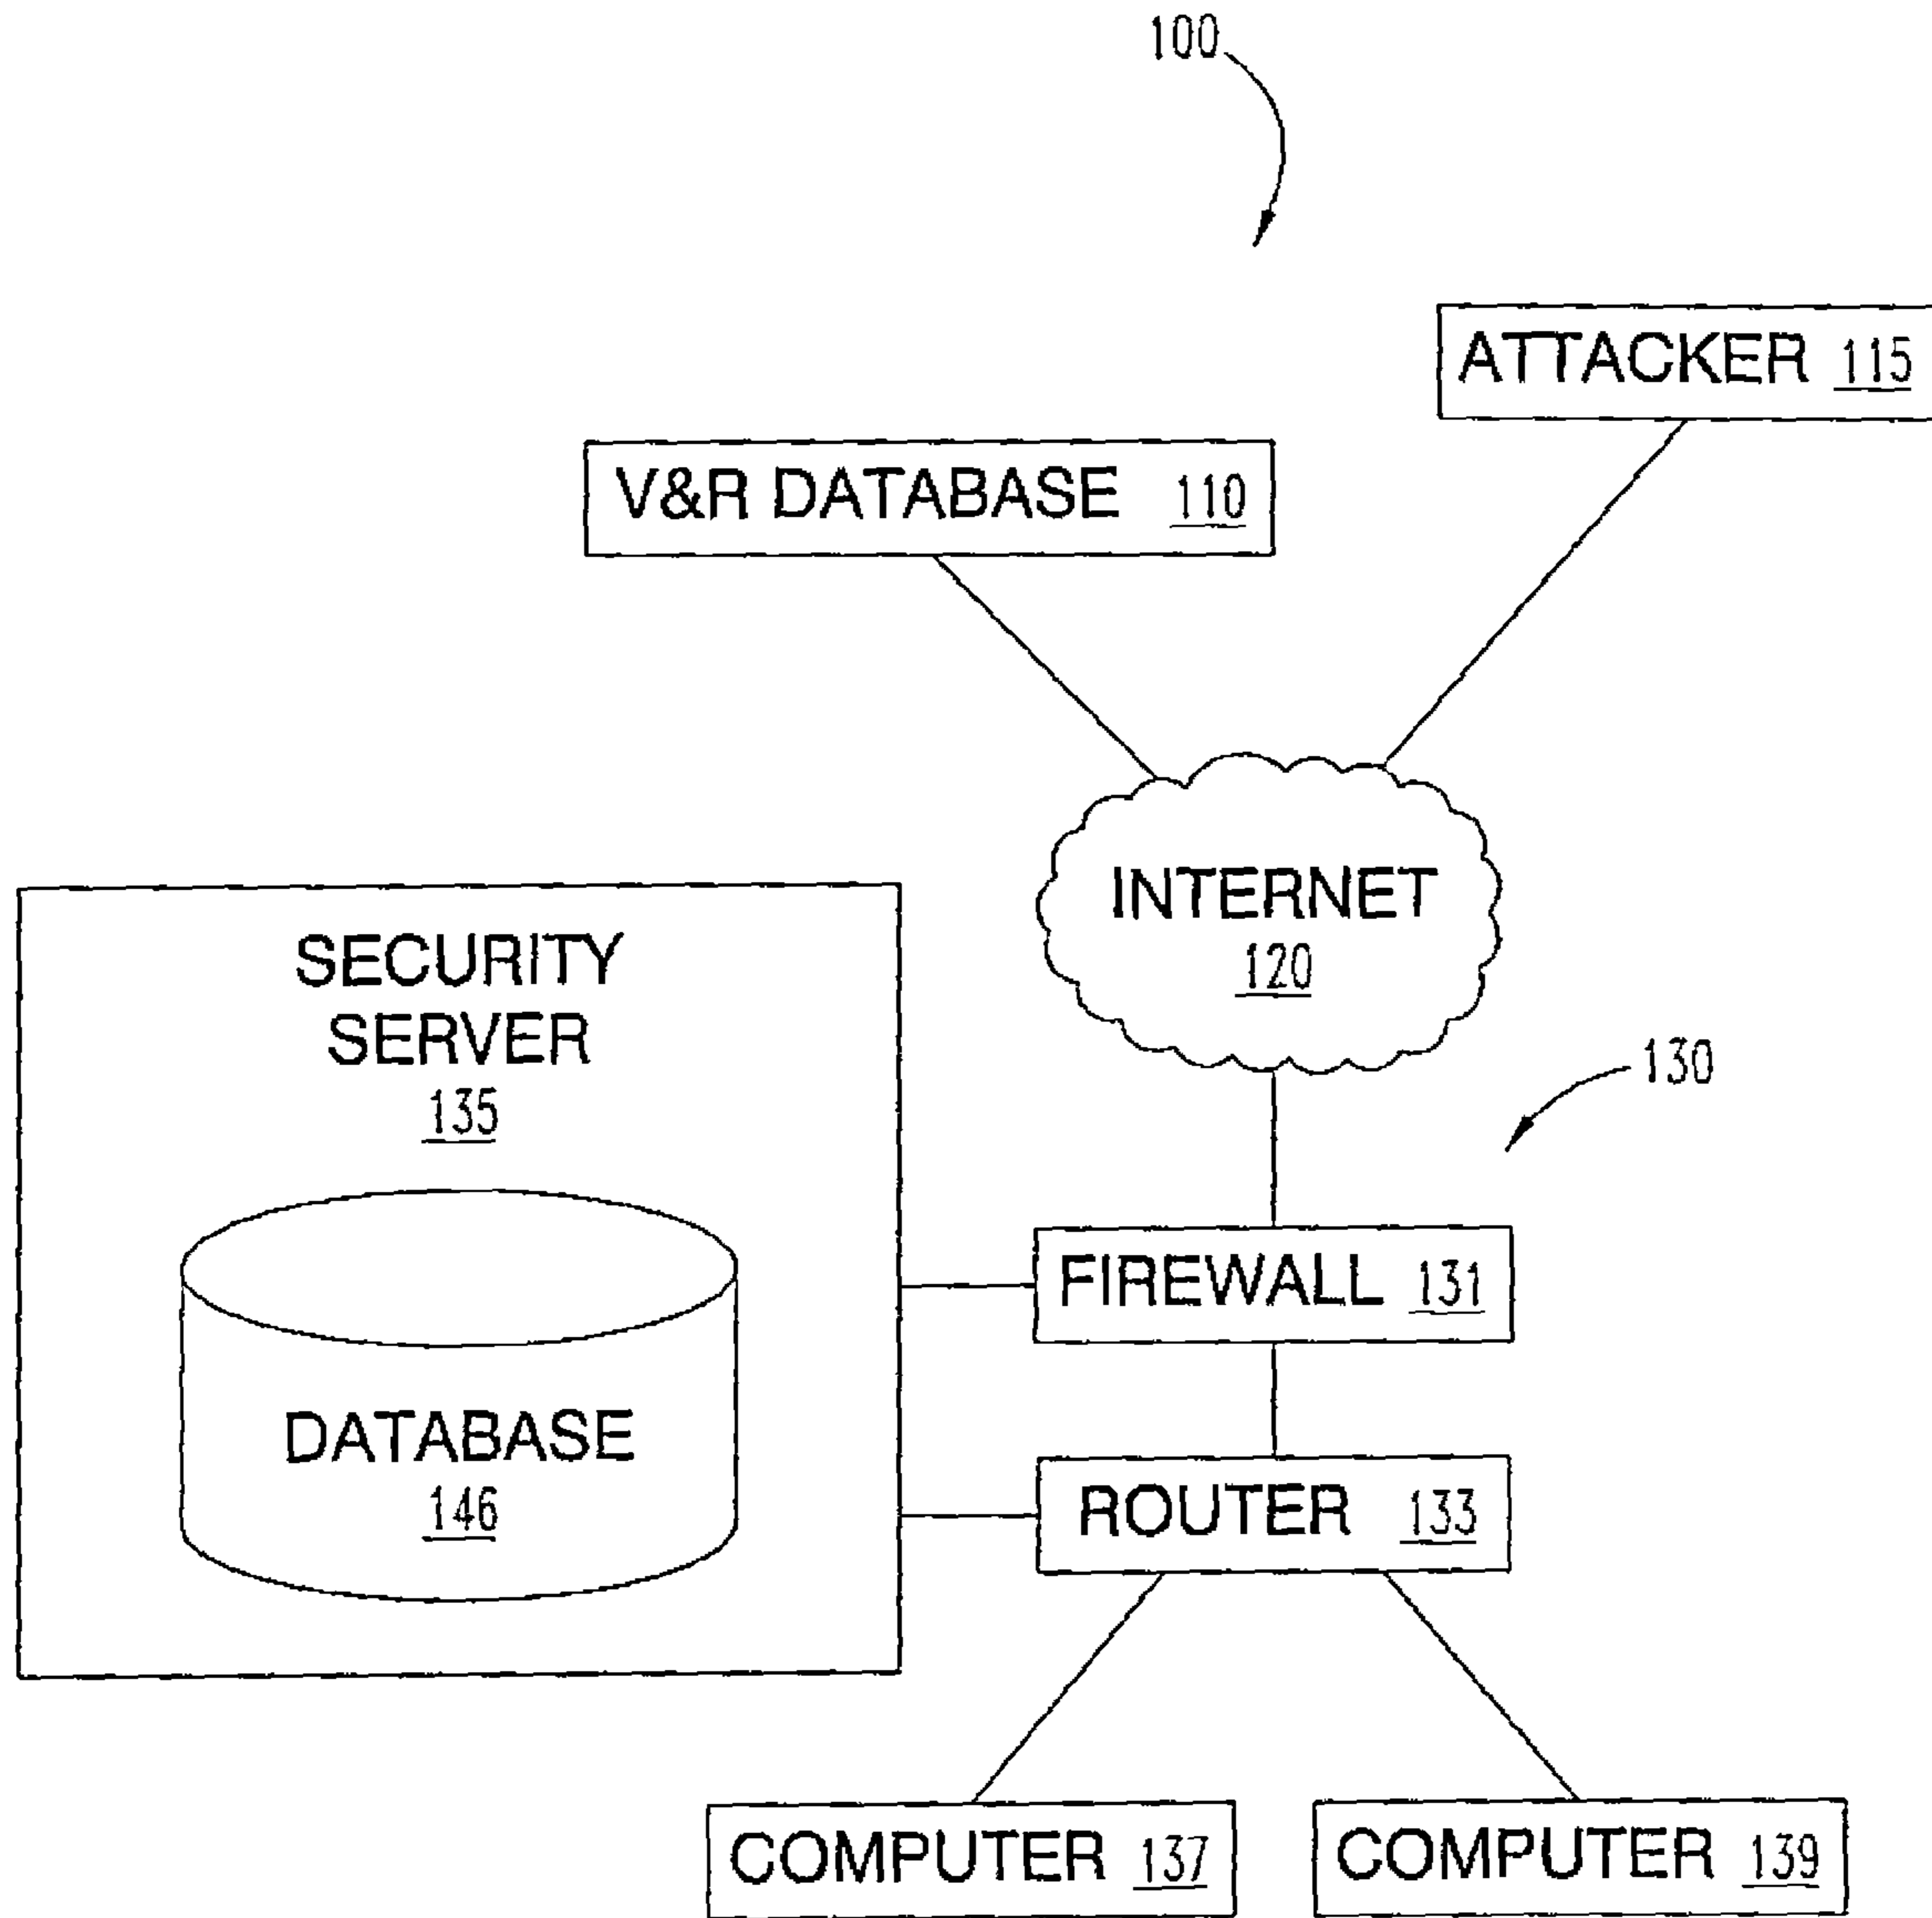 100
ATTACKER 115
V&R DATABASE 110
INTERNET
120
SECURITY
SERVER
135
130
FIREWALL 131
DATABASE
146
ROUTER 133
COMPUTER 137
COMPUTER 139